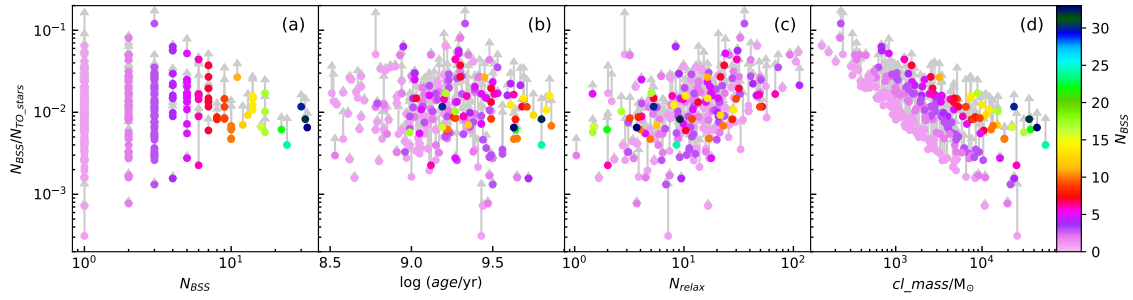 (a)
(b)
(c)
(d)
N_BSS/N_TO_stars
10⁻¹
10⁻²
10⁻³
10⁰
10¹
N_BSS
8.5
9.0
9.5
log (age/yr)
10⁰
10¹
10²
N_relax
10³
10⁴
cl_mass/M☉
30
25
20
15
10
5
0
N_BSS